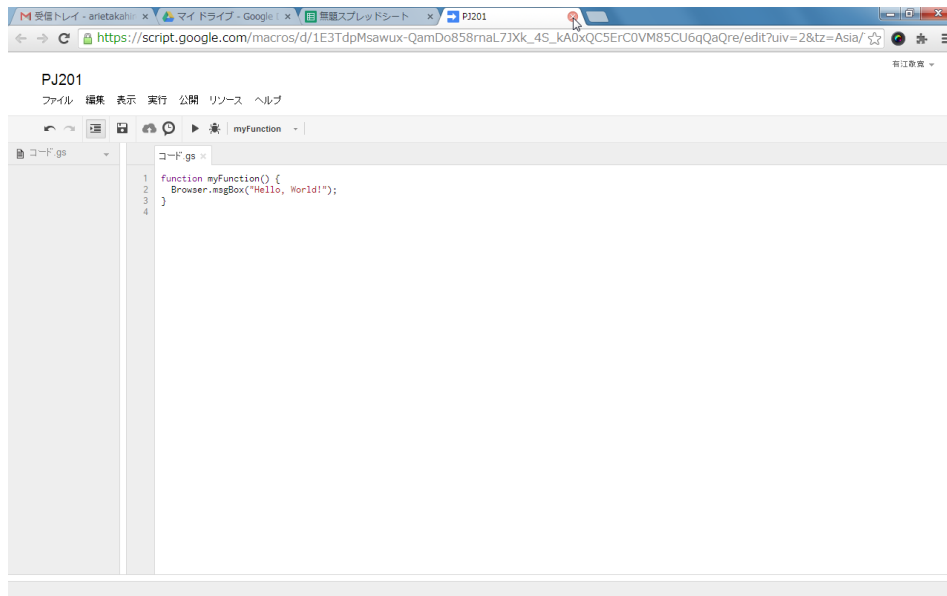 受信トレイ - arietakahir
マイ ドライブ - Google D
無題スプレッドシート
PJ201
https://script.google.com/macros/d/1E3TdpMsawux-QamDo858rnaL7JXk_4S_kA0xQC5ErC0VM85CU6qQaQre/edit?uiv=2&tz=Asia/
有江敬寛
PJ201
ファイル 編集 表示 実行 公開 リソース ヘルプ
myFunction
コード.gs
コード.gs
1 function myFunction() {
2 Browser.msgBox("Hello, World!");
3 }
4